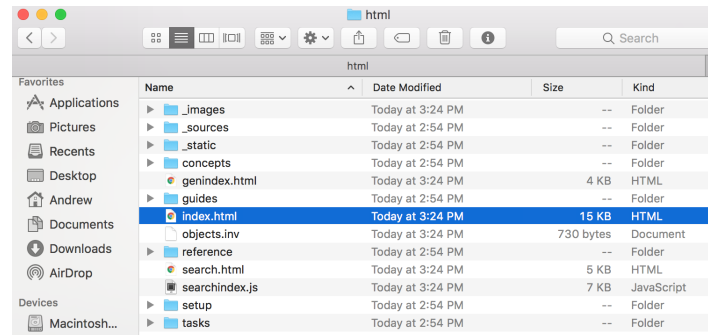 html
Search
html
Favorites
Applications
Pictures
Recents
Desktop
Andrew
Documents
Downloads
AirDrop
Devices
Macintosh...
Name Date Modified Size Kind
_images Today at 3:24 PM -- Folder
_sources Today at 2:54 PM -- Folder
_static Today at 2:54 PM -- Folder
concepts Today at 2:54 PM -- Folder
genindex.html Today at 3:24 PM 4 KB HTML
guides Today at 2:54 PM -- Folder
index.html Today at 3:24 PM 15 KB HTML
objects.inv Today at 3:24 PM 730 bytes Document
reference Today at 2:54 PM -- Folder
search.html Today at 3:24 PM 5 KB HTML
searchindex.js Today at 3:24 PM 7 KB JavaScript
setup Today at 2:54 PM -- Folder
tasks Today at 2:54 PM -- Folder